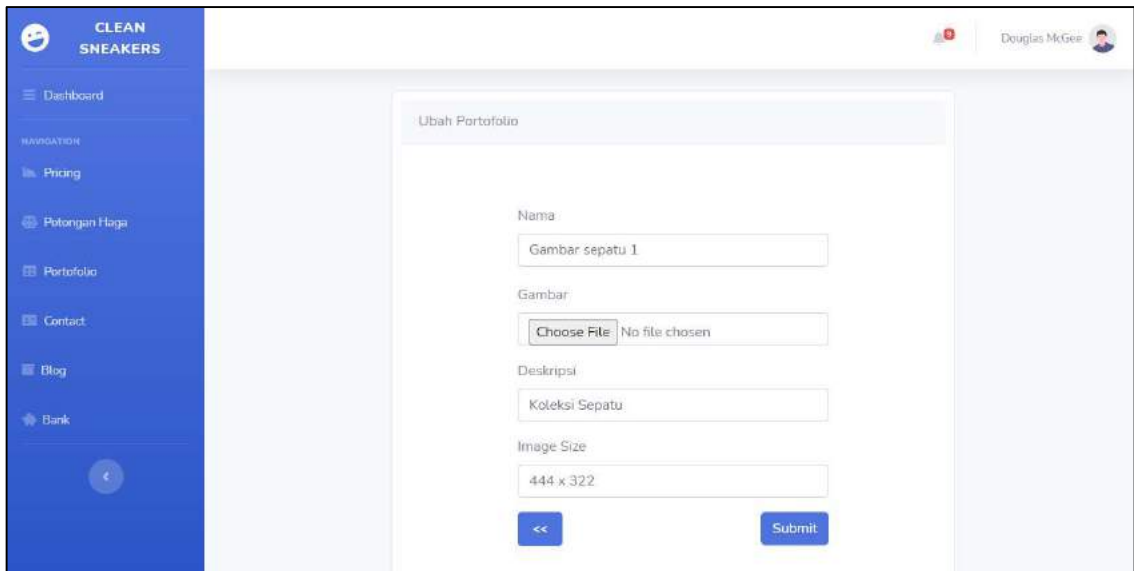 CLEAN
SNEAKERS
Douglas McGee
Dashboard
NAVIGATION
Pricing
Potongan Haga
Portofolio
Contact
Blog
Bank
Ubah Portofolio
Nama
Gambar sepatu 1
Gambar
Choose File No file chosen
Deskripsi
Koleksi Sepatu
Image Size
444 x 322
<<
Submit